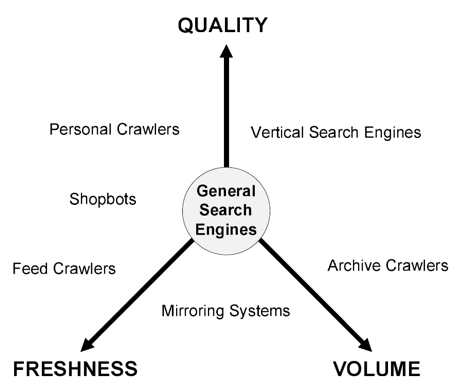 QUALITY
Personal Crawlers
Vertical Search Engines
Shopbots
General
Search
Engines
Feed Crawlers
Archive Crawlers
Mirroring Systems
FRESHNESS
VOLUME